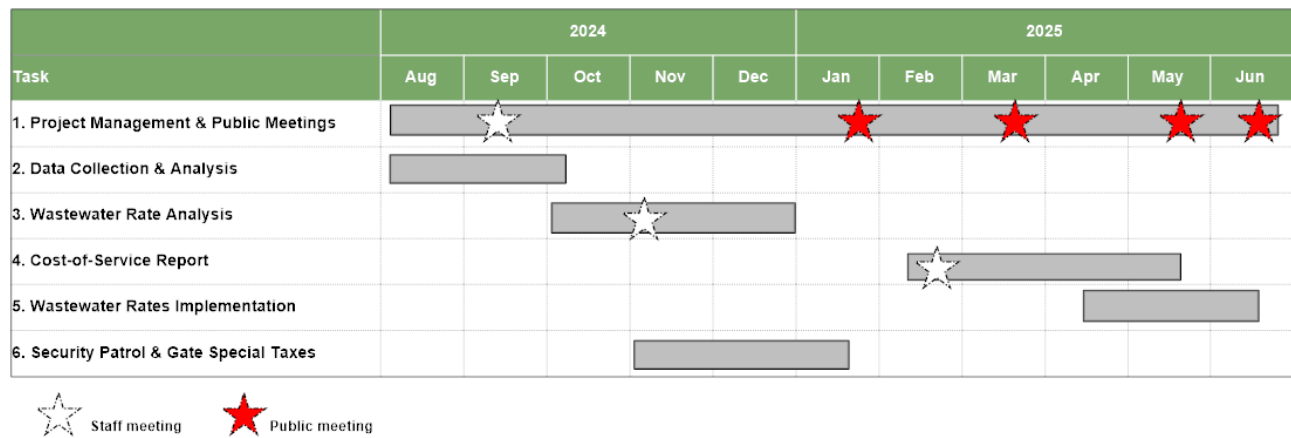 2024 2025
Task Aug Sep Oct Nov Dec Jan Feb Mar Apr May Jun
1. Project Management & Public Meetings
2. Data Collection & Analysis
3. Wastewater Rate Analysis
4. Cost-of-Service Report
5. Wastewater Rates Implementation
6. Security Patrol & Gate Special Taxes
Staff meeting Public meeting